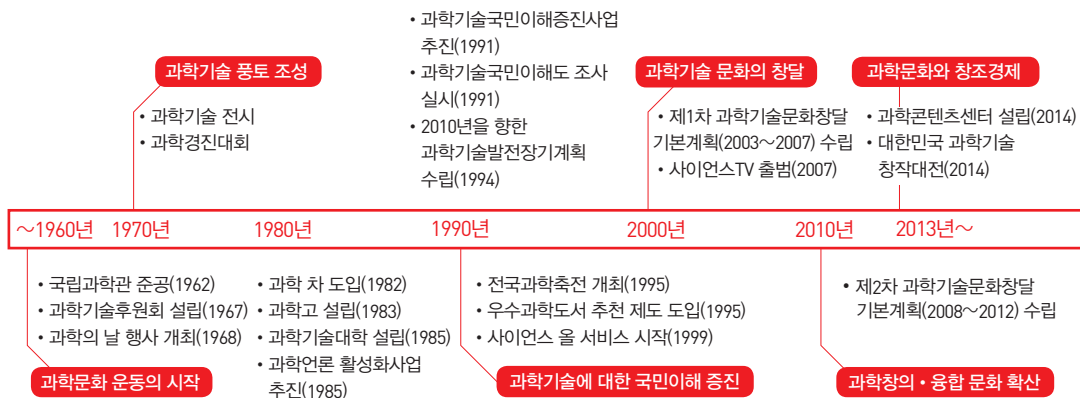 과학기술 풍토 조성
• 과학기술 전시
• 과학경진대회
• 과학기술국민이해증진사업
추진(1991)
• 과학기술국민이해도 조사
실시(1991)
• 2010년을 향한
과학기술발전장기계획
수립(1994)
과학기술 문화의 창달
• 제1차 과학기술문화창달
기본계획(2003～2007) 수립
• 사이언스TV 출범(2007)
과학문화와 창조경제
• 과학콘텐츠센터 설립(2014)
• 대한민국 과학기술
창작대전(2014)
～1960년 1970년 1980년 1990년 2000년 2010년 2013년～
• 국립과학관 준공(1962)
• 과학기술후원회 설립(1967)
• 과학의 날 행사 개최(1968)
과학문화 운동의 시작
• 과학 차 도입(1982)
• 과학고 설립(1983)
• 과학기술대학 설립(1985)
• 과학언론 활성화사업
추진(1985)
• 전국과학축전 개최(1995)
• 우수과학도서 추천 제도 도입(1995)
• 사이언스 올 서비스 시작(1999)
과학기술에 대한 국민이해 증진
• 제2차 과학기술문화창달
기본계획(2008～2012) 수립
과학창의•융합 문화 확산